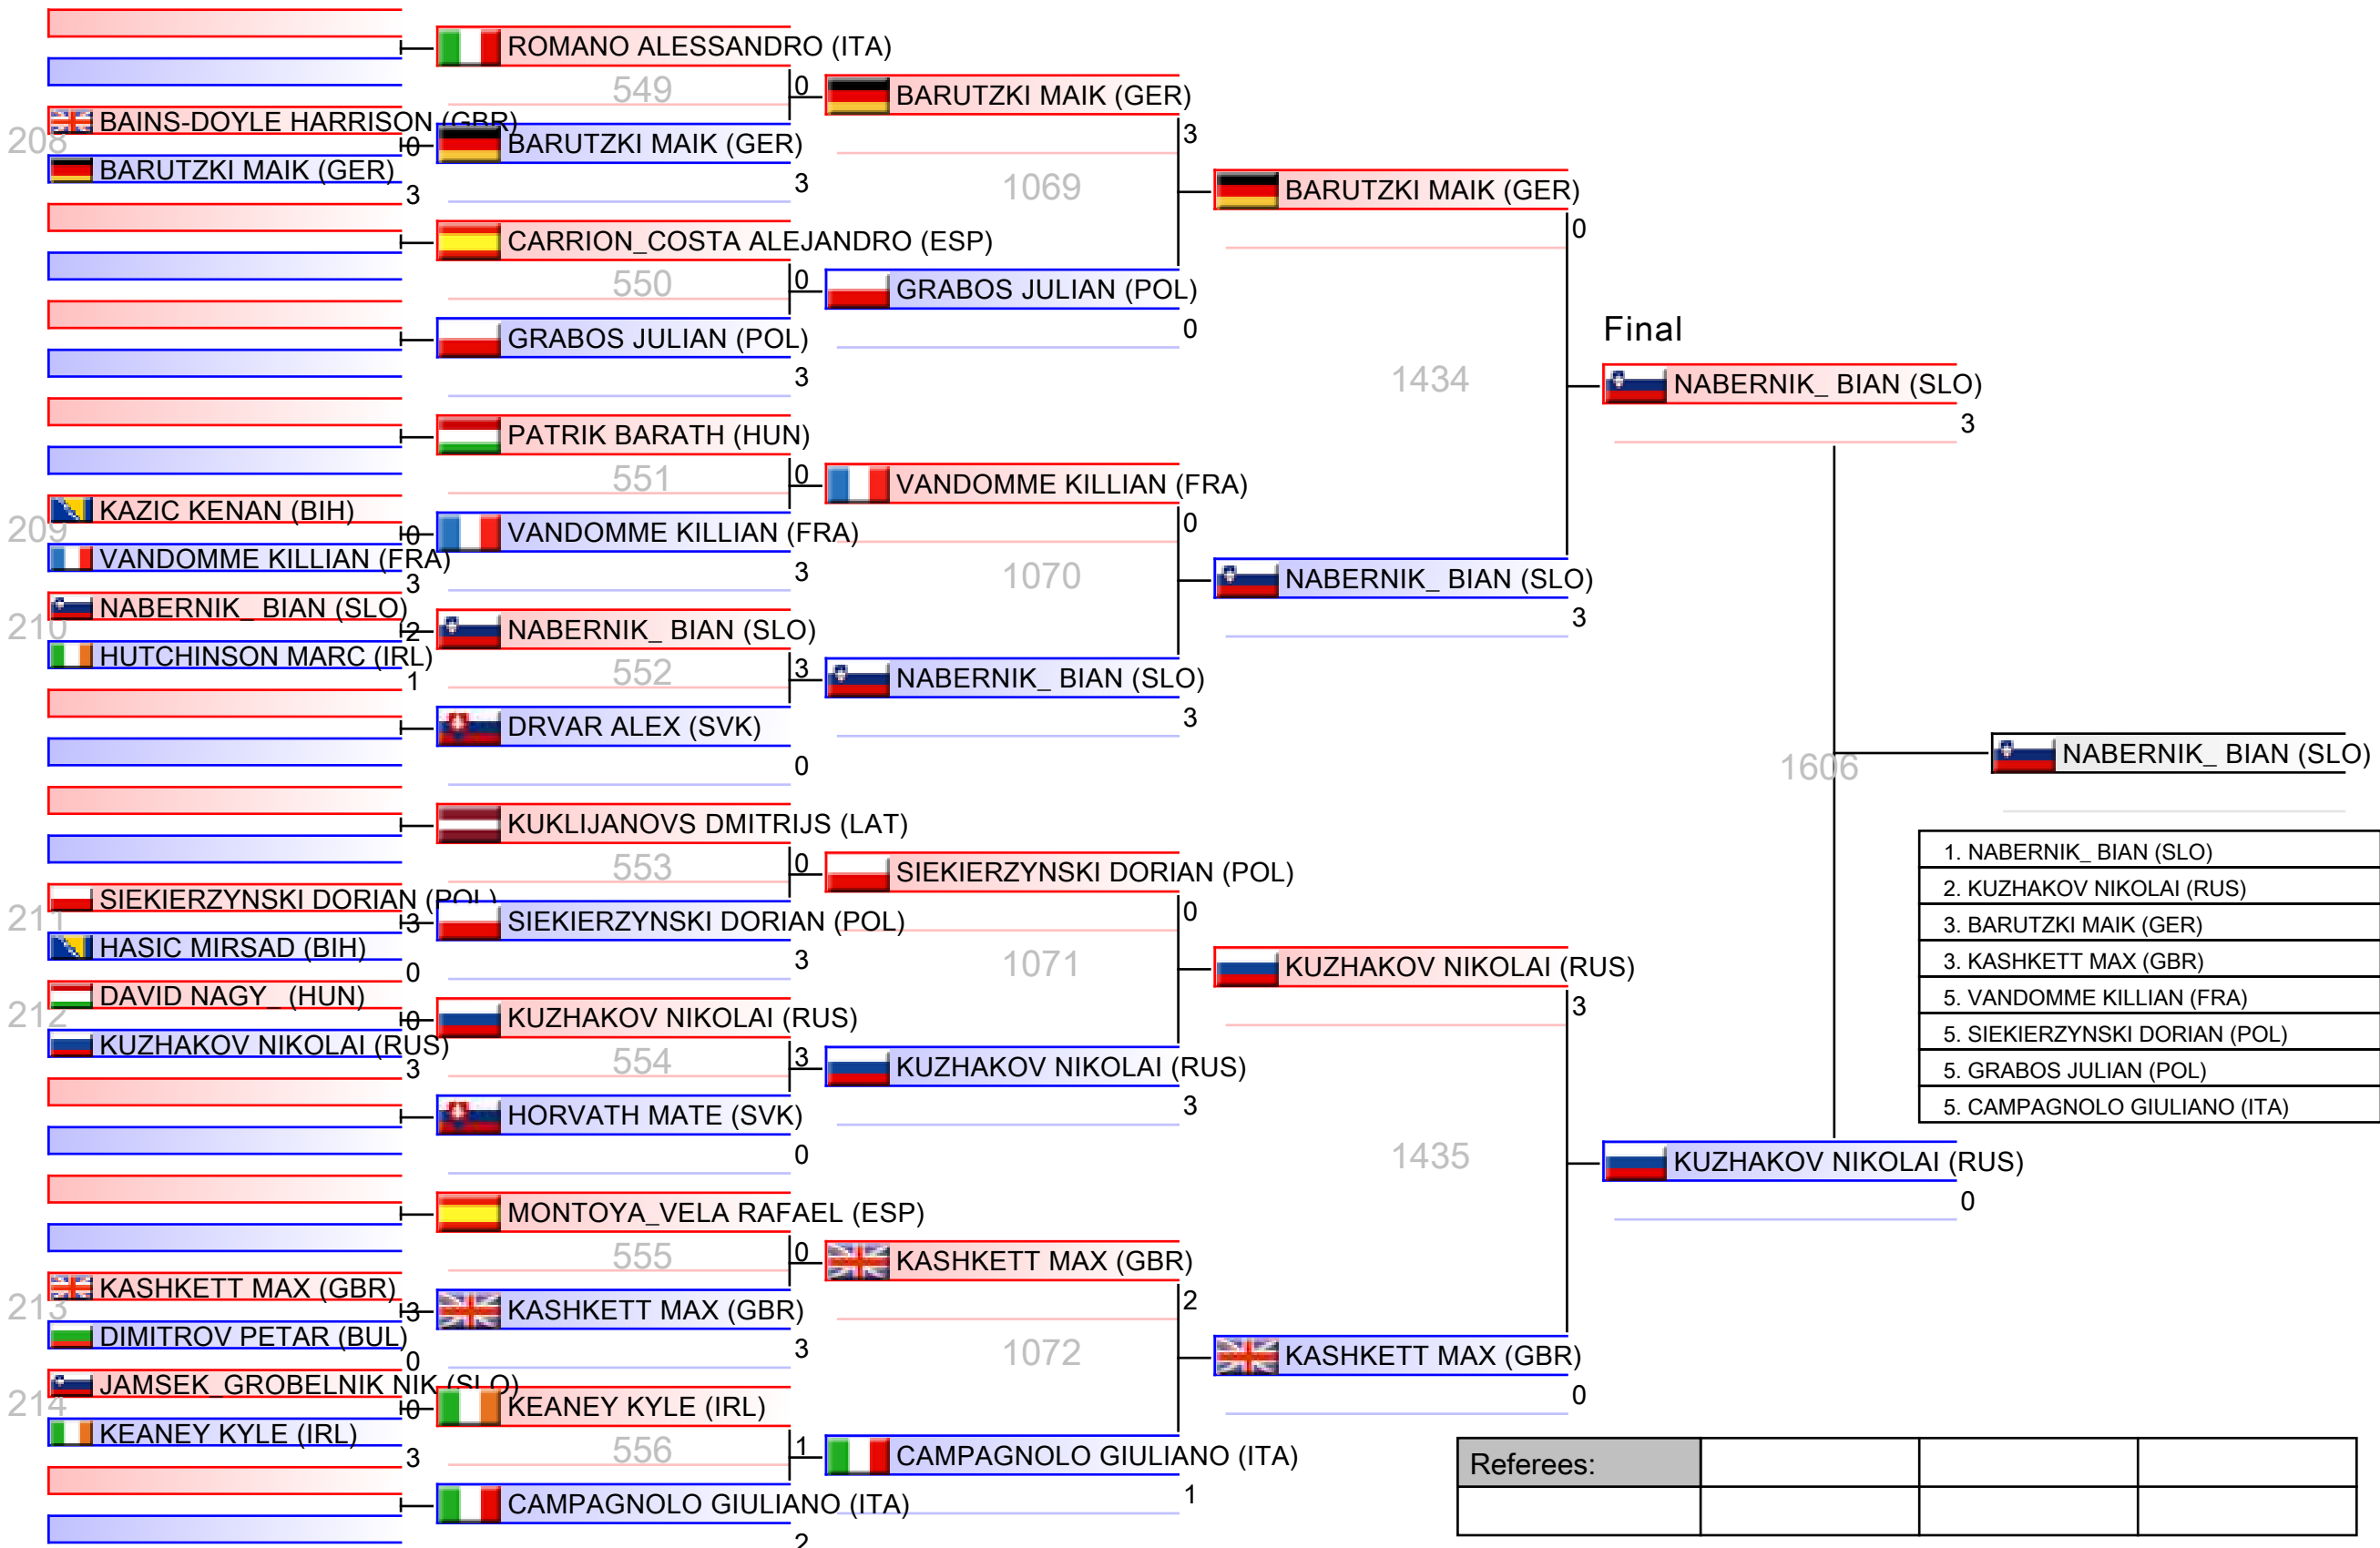 208
BAINS-DOYLE HARRISON (GBR)
0
BARUTZKI MAIK (GER)
3
209
KAZIC KENAN (BIH)
0
VANDOMME KILLIAN (FRA)
3
210
NABERNIK_ BIAN (SLO)
2
HUTCHINSON MARC (IRL)
1
211
SIEKIERZYNSKI DORIAN (POL)
3
HASIC MIRSAD (BIH)
0
212
DAVID NAGY_ (HUN)
0
KUZHAKOV NIKOLAI (RUS)
3
213
KASHKETT MAX (GBR)
3
DIMITROV PETAR (BUL)
0
214
JAMSEK_GROBELNIK NIK (SLO)
0
KEANEY KYLE (IRL)
3
ROMANO ALESSANDRO (ITA)
549
0
BARUTZKI MAIK (GER)
3
CARRION_COSTA ALEJANDRO (ESP)
550
0
GRABOS JULIAN (POL)
3
PATRIK BARATH (HUN)
551
0
VANDOMME KILLIAN (FRA)
3
NABERNIK_ BIAN (SLO)
552
3
DRVAR ALEX (SVK)
0
KUKLIJANOVS DMITRIJS (LAT)
553
0
SIEKIERZYNSKI DORIAN (POL)
3
KUZHAKOV NIKOLAI (RUS)
554
3
HORVATH MATE (SVK)
0
MONTOYA_VELA RAFAEL (ESP)
555
0
KASHKETT MAX (GBR)
3
KEANEY KYLE (IRL)
556
1
CAMPAGNOLO GIULIANO (ITA)
2
BARUTZKI MAIK (GER)
3
1069
GRABOS JULIAN (POL)
0
VANDOMME KILLIAN (FRA)
0
1070
NABERNIK_ BIAN (SLO)
3
SIEKIERZYNSKI DORIAN (POL)
0
1071
KUZHAKOV NIKOLAI (RUS)
3
KASHKETT MAX (GBR)
2
1072
CAMPAGNOLO GIULIANO (ITA)
1
BARUTZKI MAIK (GER)
0
1434
NABERNIK_ BIAN (SLO)
3
KUZHAKOV NIKOLAI (RUS)
3
1435
KASHKETT MAX (GBR)
0
Final
NABERNIK_ BIAN (SLO)
3
1606
KUZHAKOV NIKOLAI (RUS)
0
NABERNIK_ BIAN (SLO)
1. NABERNIK_ BIAN (SLO)
2. KUZHAKOV NIKOLAI (RUS)
3. BARUTZKI MAIK (GER)
3. KASHKETT MAX (GBR)
5. VANDOMME KILLIAN (FRA)
5. SIEKIERZYNSKI DORIAN (POL)
5. GRABOS JULIAN (POL)
5. CAMPAGNOLO GIULIANO (ITA)
Referees: